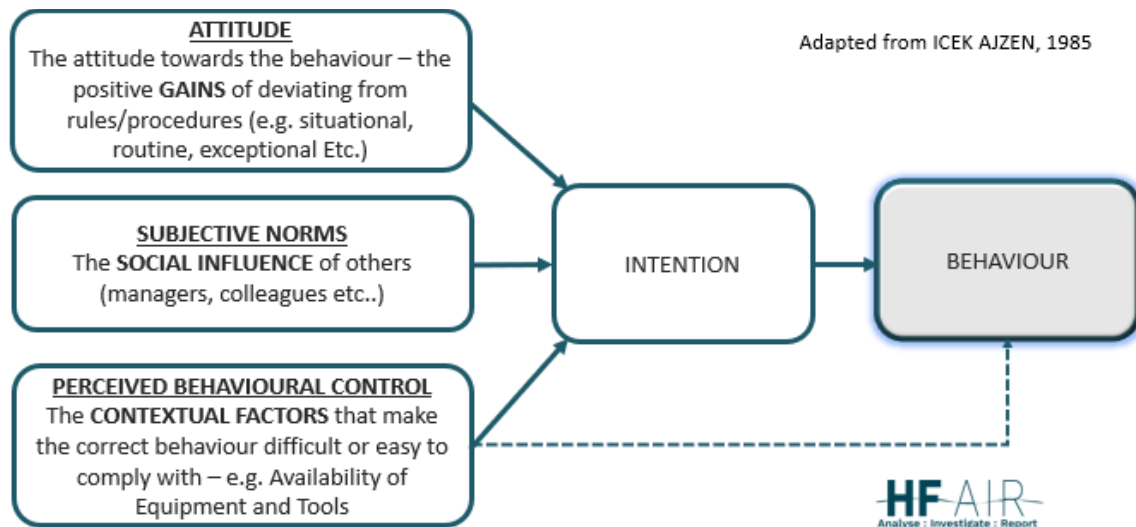 ATTITUDE
The attitude towards the behaviour – the
positive GAINS of deviating from
rules/procedures (e.g. situational,
routine, exceptional Etc.)
Adapted from ICEK AJZEN, 1985
SUBJECTIVE NORMS
The SOCIAL INFLUENCE of others
(managers, colleagues etc..)
INTENTION
BEHAVIOUR
PERCEIVED BEHAVIOURAL CONTROL
The CONTEXTUAL FACTORS that make
the correct behaviour difficult or easy to
comply with – e.g. Availability of
Equipment and Tools
HFAIR
Analyse : Investigate : Report